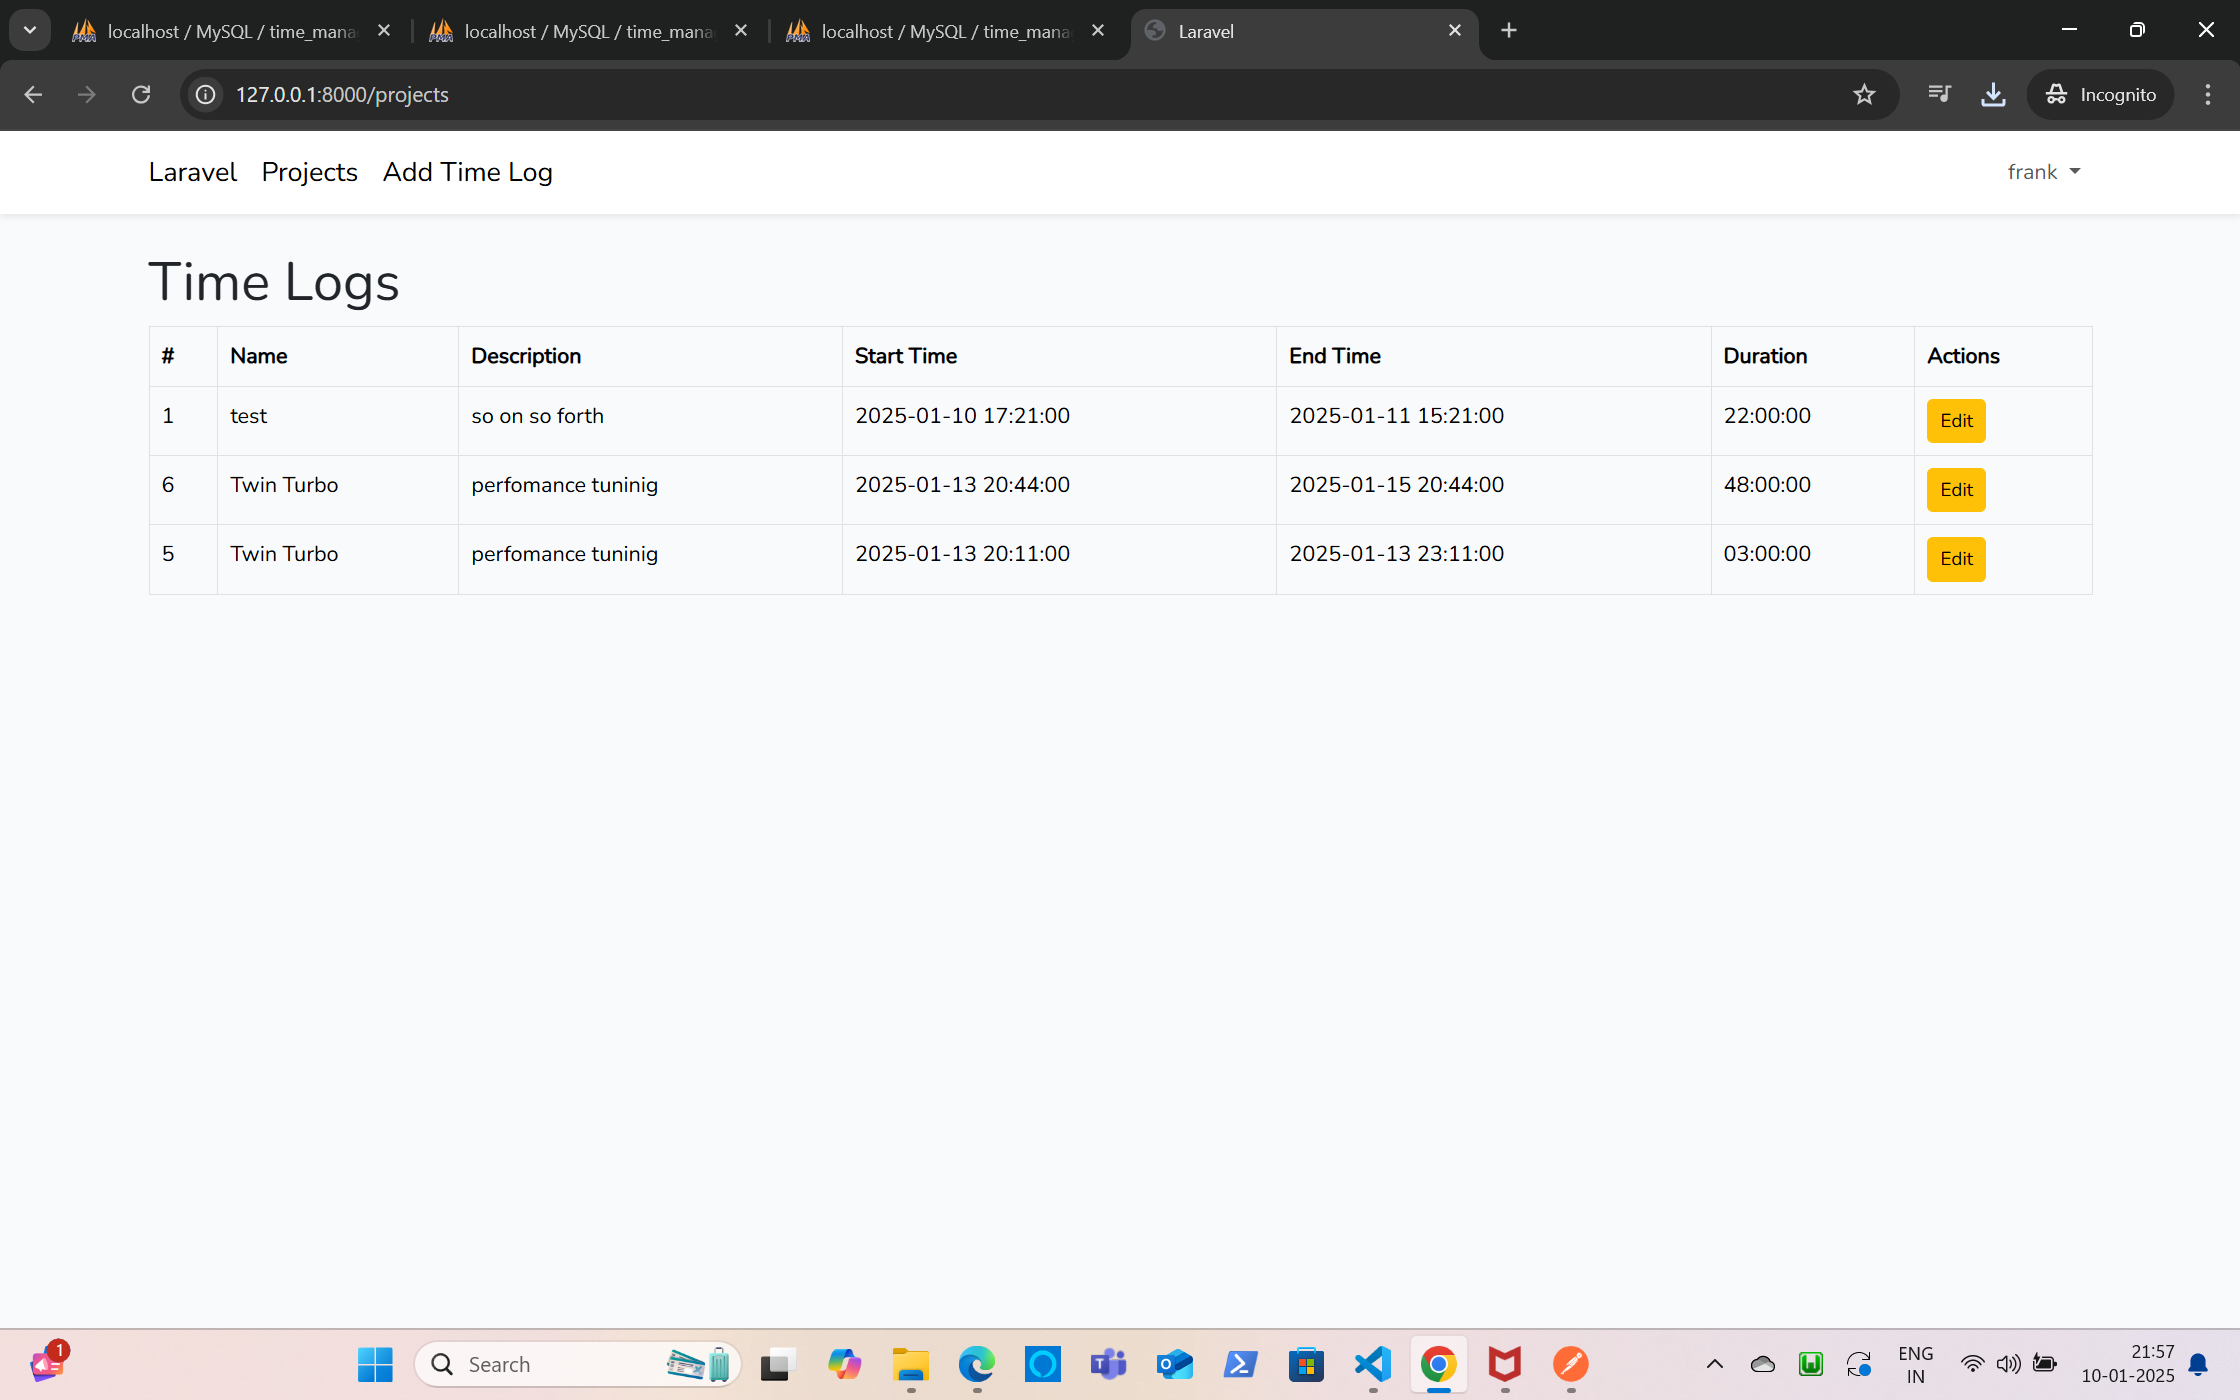 localhost / MySQL / time_mana
localhost / MySQL / time_mana
localhost / MySQL / time_mana
Laravel
127.0.0.1:8000/projects
Incognito
Laravel Projects Add Time Log
frank
Time Logs
# Name Description Start Time End Time Duration Actions
1 test so on so forth 2025-01-10 17:21:00 2025-01-11 15:21:00 22:00:00 Edit
6 Twin Turbo perfomance tuninig 2025-01-13 20:44:00 2025-01-15 20:44:00 48:00:00 Edit
5 Twin Turbo perfomance tuninig 2025-01-13 20:11:00 2025-01-13 23:11:00 03:00:00 Edit
1
Search
ENG
IN
21:57
10-01-2025